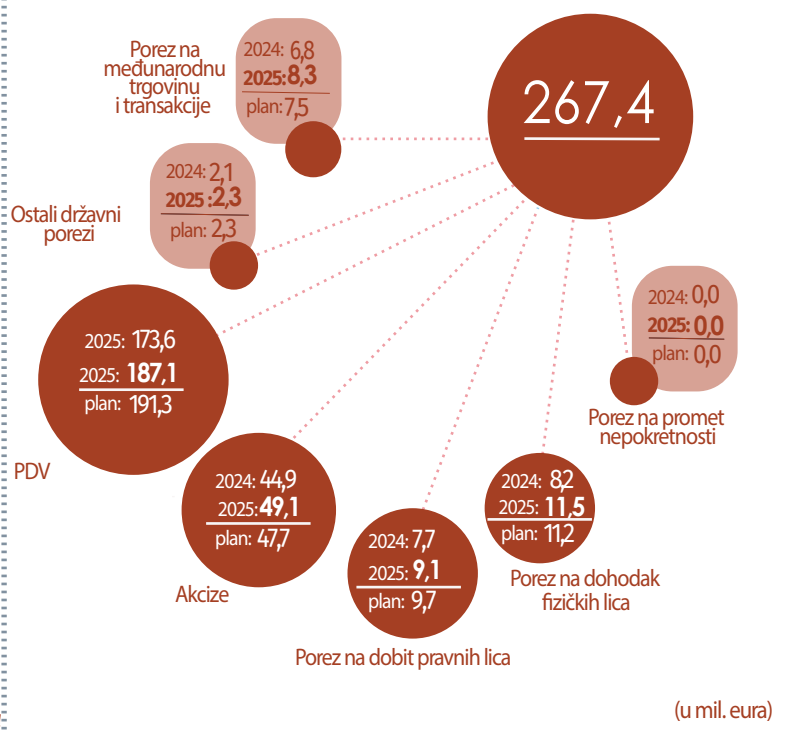 267,4
Porez na
međunarodnu
trgovinu
i transakcije
2024: 6,8
2025:8,3
plan: 7,5
Ostali državni
porezi
2024: 2,1
2025 :2,3
plan: 2,3
2025: 173,6
2025: 187,1
plan: 191,3
PDV
2024: 44,9
2025:49,1
plan: 47,7
Akcize
2024: 7,7
2025: 9,1
plan: 9,7
Porez na dobit pravnih lica
2024: 8,2
2025: 11,5
plan: 11,2
Porez na dohodak
fizičkih lica
2024: 0,0
2025: 0,0
plan: 0,0
Porez na promet
nepokretnosti
(u mil. eura)